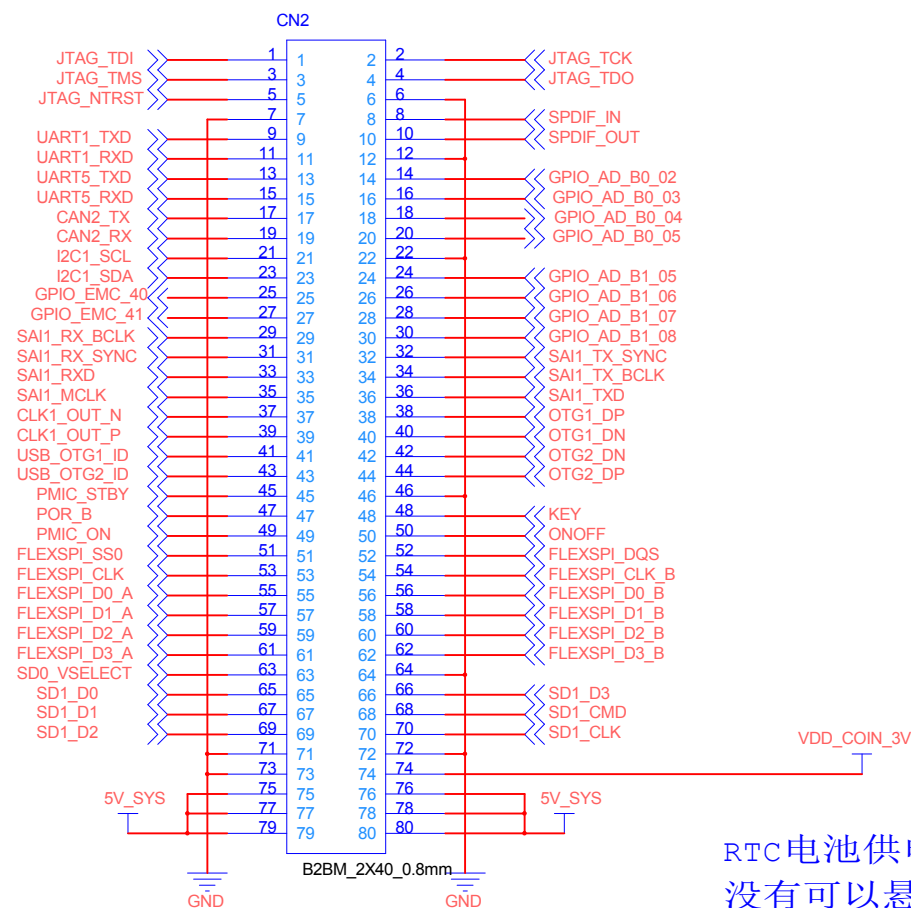 CN2
JTAG_TDI 1 1 2 2 JTAG_TCK
JTAG_TMS 3 3 4 4 JTAG_TDO
JTAG_NTRST 5 5 6 6
7 7 8 8 SPDIF_IN
UART1_TXD 9 9 10 10 SPDIF_OUT
UART1_RXD 11 11 12 12
UART5_TXD 13 13 14 14 GPIO_AD_B0_02
UART5_RXD 15 15 16 16 GPIO_AD_B0_03
CAN2_TX 17 17 18 18 GPIO_AD_B0_04
CAN2_RX 19 19 20 20 GPIO_AD_B0_05
I2C1_SCL 21 21 22 22
I2C1_SDA 23 23 24 24 GPIO_AD_B1_05
GPIO_EMC_40 25 25 26 26 GPIO_AD_B1_06
GPIO_EMC_41 27 27 28 28 GPIO_AD_B1_07
SAI1_RX_BCLK 29 29 30 30 GPIO_AD_B1_08
SAI1_RX_SYNC 31 31 32 32 SAI1_TX_SYNC
SAI1_RXD 33 33 34 34 SAI1_TX_BCLK
SAI1_MCLK 35 35 36 36 SAI1_TXD
CLK1_OUT_N 37 37 38 38 OTG1_DP
CLK1_OUT_P 39 39 40 40 OTG1_DN
USB_OTG1_ID 41 41 42 42 OTG2_DN
USB_OTG2_ID 43 43 44 44 OTG2_DP
PMIC_STBY 45 45 46 46
POR_B 47 47 48 48 KEY
PMIC_ON 49 49 50 50 ONOFF
FLEXSPI_SS0 51 51 52 52 FLEXSPI_DQS
FLEXSPI_CLK 53 53 54 54 FLEXSPI_CLK_B
FLEXSPI_D0_A 55 55 56 56 FLEXSPI_D0_B
FLEXSPI_D1_A 57 57 58 58 FLEXSPI_D1_B
FLEXSPI_D2_A 59 59 60 60 FLEXSPI_D2_B
FLEXSPI_D3_A 61 61 62 62 FLEXSPI_D3_B
SD0_VSELECT 63 63 64 64
SD1_D0 65 65 66 66 SD1_D3
SD1_D1 67 67 68 68 SD1_CMD
SD1_D2 69 69 70 70 SD1_CLK
71 71 72 72 VDD_COIN_3V
73 73 74 74
75 75 76 76
5V_SYS 77 77 78 78 5V_SYS
79 79 80 80
B2BM_2X40_0.8mm
GND GND
RTC电池供
没有可以悬